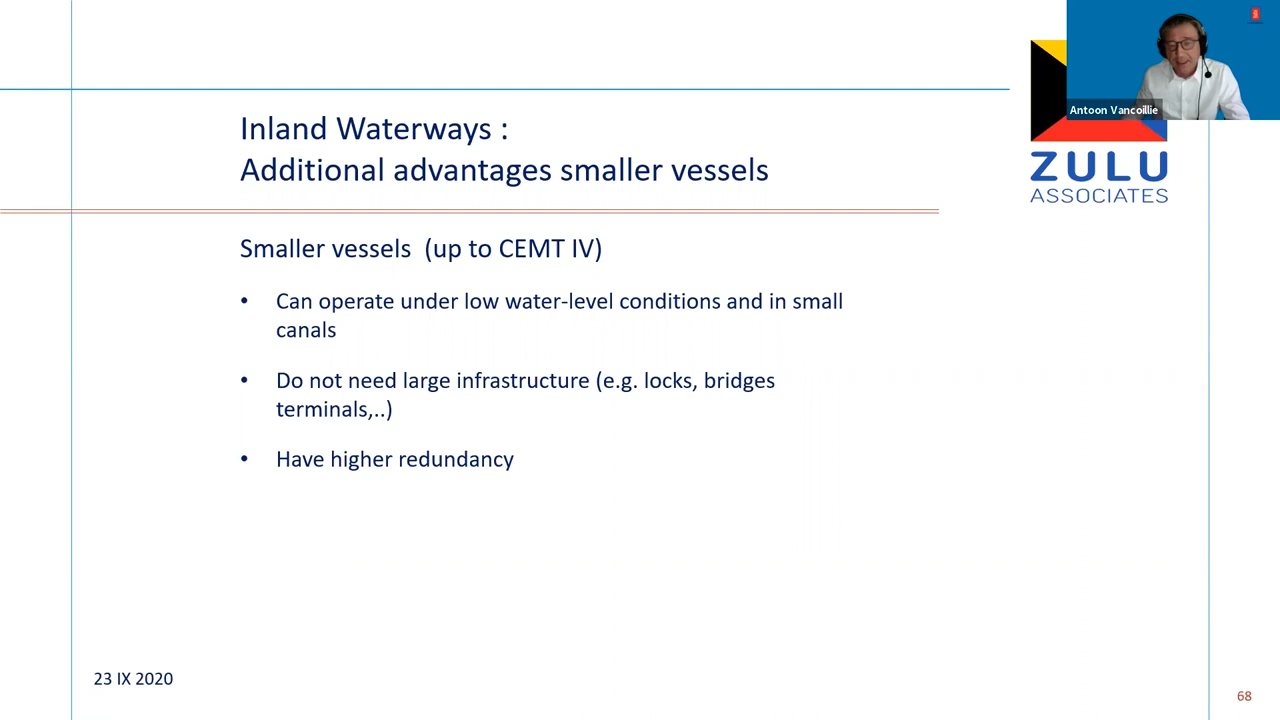 Antoon Vancoillie
Inland Waterways :
Additional advantages smaller vessels
ZULU
ASSOCIATES
Smaller vessels (up to CEMT IV)
• Can operate under low water-level conditions and in small
canals
• Do not need large infrastructure (e.g. locks, bridges
terminals,..)
• Have higher redundancy
23 IX 2020
68